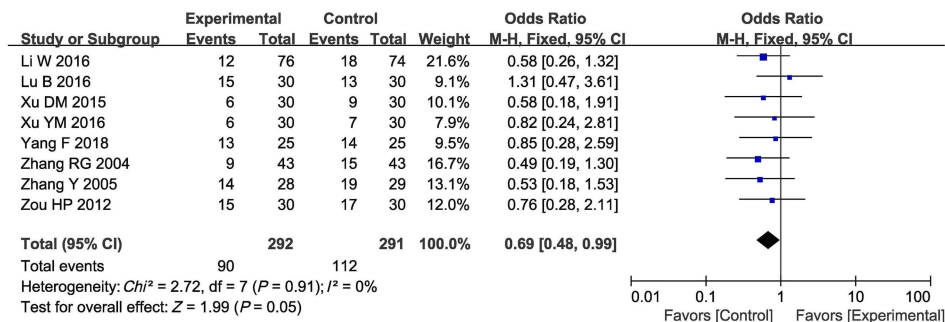 Experimental Control Odds Ratio Odds Ratio
Study or Subgroup Events Total Events Total Weight M-H, Fixed, 95% CI M-H, Fixed, 95% CI
Li W 2016 12 76 18 74 21.6% 0.58 [0.26, 1.32]
Lu B 2016 15 30 13 30 9.1% 1.31 [0.47, 3.61]
Xu DM 2015 6 30 9 30 10.1% 0.58 [0.18, 1.91]
Xu YM 2016 6 30 7 30 7.9% 0.82 [0.24, 2.81]
Yang F 2018 13 25 14 25 9.5% 0.85 [0.28, 2.59]
Zhang RG 2004 9 43 15 43 16.7% 0.49 [0.19, 1.30]
Zhang Y 2005 14 28 19 29 13.1% 0.53 [0.18, 1.53]
Zou HP 2012 15 30 17 30 12.0% 0.76 [0.28, 2.11]
Total (95% CI) 292 291 100.0% 0.69 [0.48, 0.99]
Total events 90 112
Heterogeneity: Chi² = 2.72, df = 7 (P = 0.91); I² = 0%
Test for overall effect: Z = 1.99 (P = 0.05)
0.01 0.1 1 10 100
Favors [Control] Favors [Experimental]